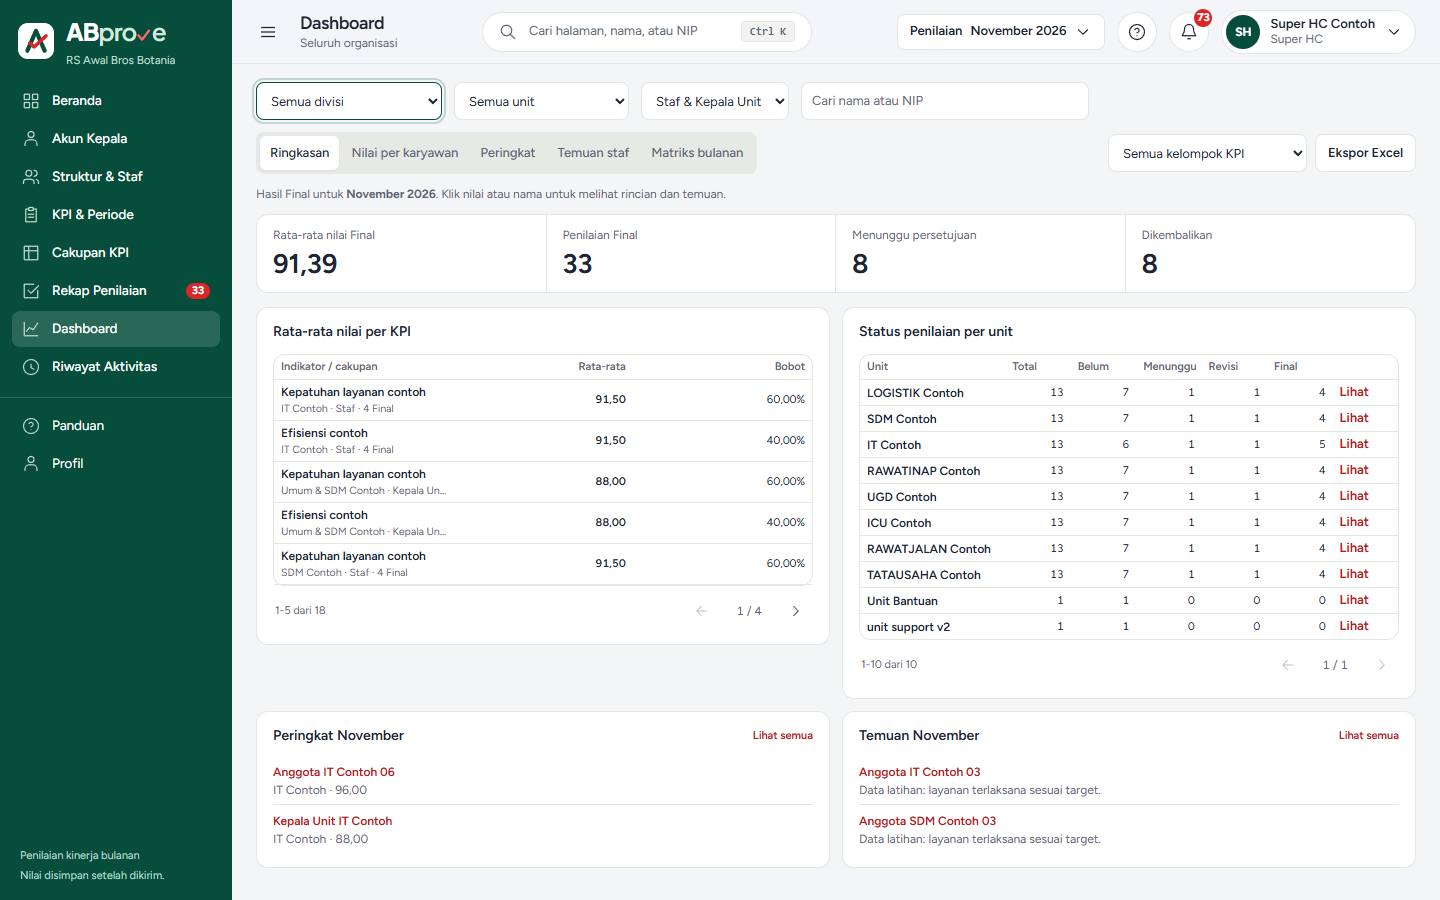 ABprove
RS Awal Bros Botania
Beranda
Akun Kepala
Struktur & Staf
KPI & Periode
Cakupan KPI
Rekap Penilaian 33
Dashboard
Riwayat Aktivitas
Panduan
Profil
Penilaian kinerja bulanan
Nilai disimpan setelah dikirim.
Dashboard
Seluruh organisasi
Cari halaman, nama, atau NIP Ctrl K
Penilaian November 2026
73
SH
Super HC Contoh
Super HC
Semua divisi
Semua unit
Staf & Kepala Unit
Cari nama atau NIP
Ringkasan Nilai per karyawan Peringkat Temuan staf Matriks bulanan
Semua kelompok KPI
Ekspor Excel
Hasil Final untuk November 2026. Klik nilai atau nama untuk melihat rincian dan temuan.
Rata-rata nilai Final
91,39
Penilaian Final
33
Menunggu persetujuan
8
Dikembalikan
8
Rata-rata nilai per KPI
Indikator / cakupan Rata-rata Bobot
Kepatuhan layanan contoh 91,50 60,00%
IT Contoh · Staf · 4 Final
Efisiensi contoh 91,50 40,00%
IT Contoh · Staf · 4 Final
Kepatuhan layanan contoh 88,00 60,00%
Umum & SDM Contoh · Kepala Un...
Efisiensi contoh 88,00 40,00%
Umum & SDM Contoh · Kepala Un...
Kepatuhan layanan contoh 91,50 60,00%
SDM Contoh · Staf · 4 Final
1-5 dari 18 1 / 4
Status penilaian per unit
Unit Total Belum Menunggu Revisi Final
LOGISTIK Contoh 13 7 1 1 4 Lihat
SDM Contoh 13 7 1 1 4 Lihat
IT Contoh 13 6 1 1 5 Lihat
RAWATINAP Contoh 13 7 1 1 4 Lihat
UGD Contoh 13 7 1 1 4 Lihat
ICU Contoh 13 7 1 1 4 Lihat
RAWATJALAN Contoh 13 7 1 1 4 Lihat
TATAUSAHA Contoh 13 7 1 1 4 Lihat
Unit Bantuan 1 1 0 0 0 Lihat
unit support v2 1 1 0 0 0 Lihat
1-10 dari 10 1 / 1
Peringkat November Lihat semua
Anggota IT Contoh 06
IT Contoh · 96,00
Kepala Unit IT Contoh
IT Contoh · 88,00
Temuan November Lihat semua
Anggota IT Contoh 03
Data latihan: layanan terlaksana sesuai target.
Anggota SDM Contoh 03
Data latihan: layanan terlaksana sesuai target.